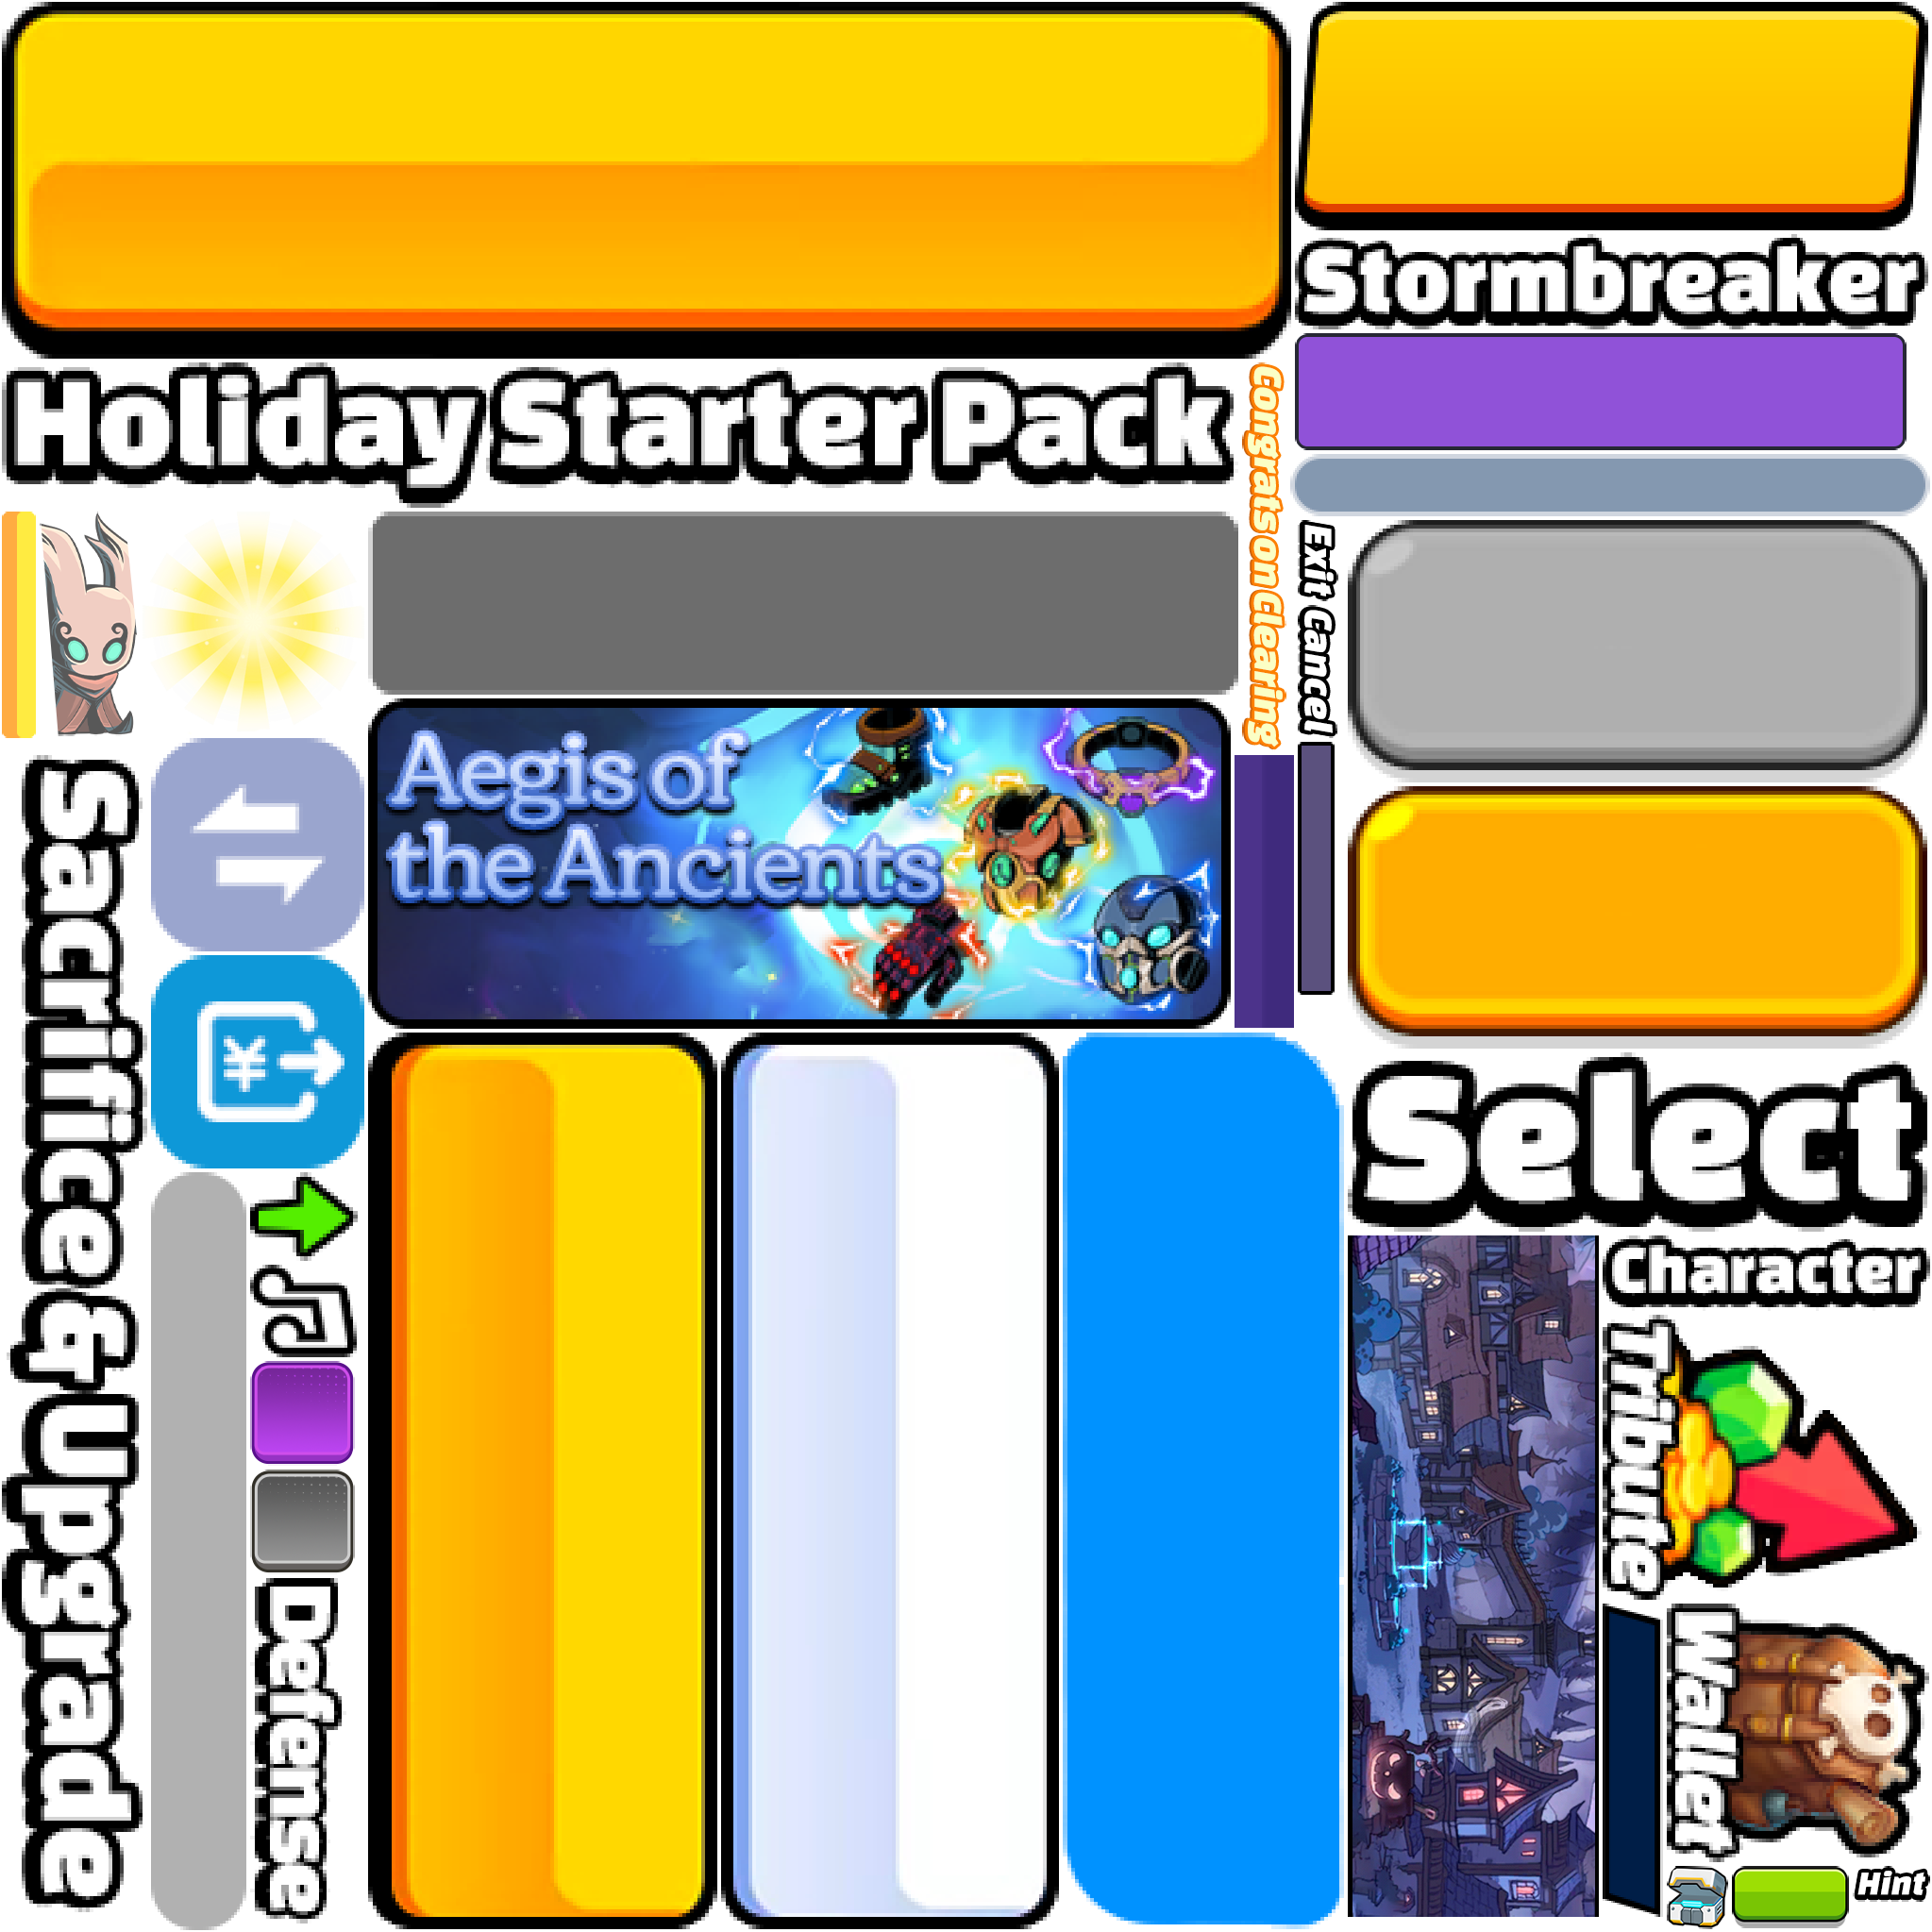 Stormbreaker
Holiday Starter Pack
Congrats on Clearing
Exit Cancel
Aegis of
the Ancients
Sacrifice & Upgrade
¥
Select
Character
Tribute
Defense
Wallet
Hint